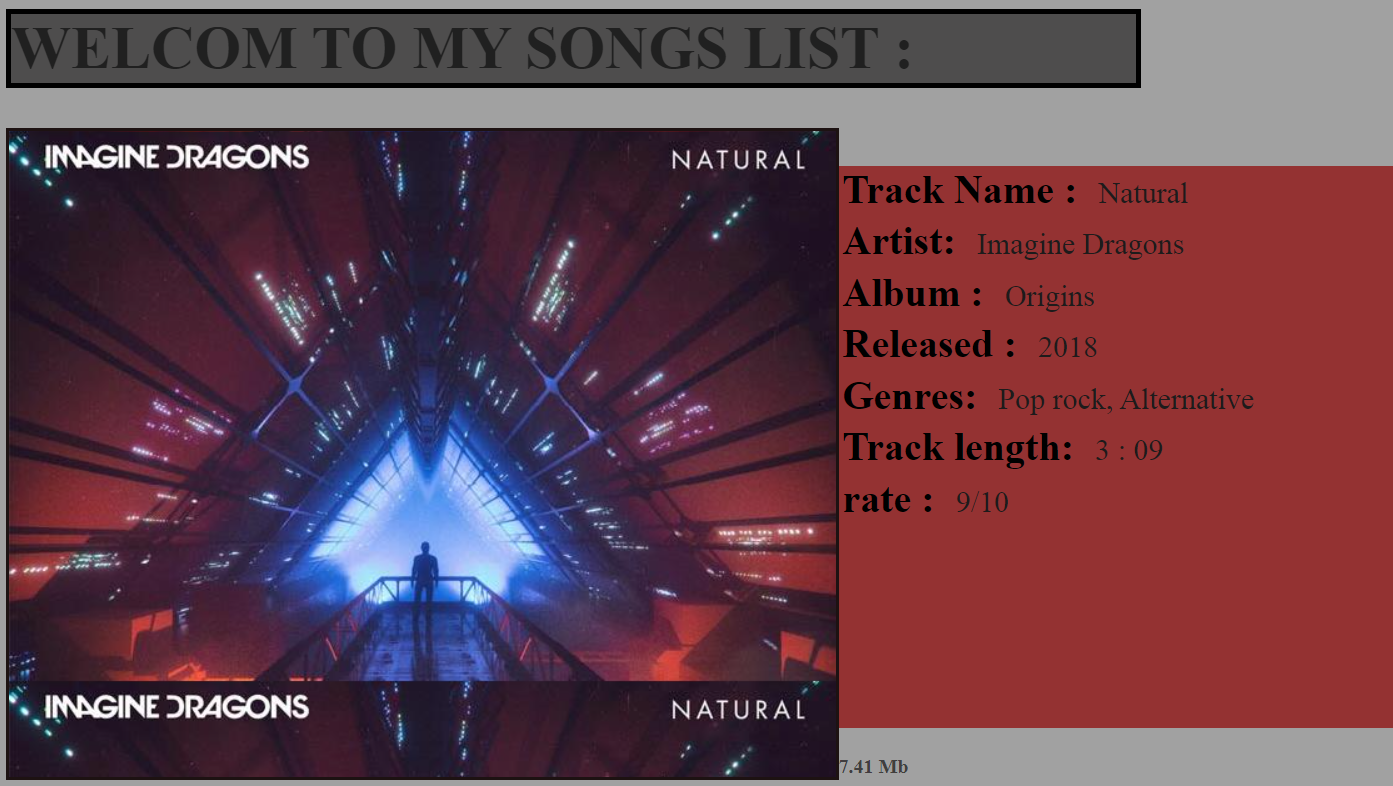 WELCOM TO MY SONGS LIST :
IMAGINE DRAGONS NATURAL
Track Name : Natural
Artist: Imagine Dragons
Album : Origins
Released : 2018
Genres: Pop rock, Alternative
Track length: 3 : 09
rate : 9/10
IMAGINE DRAGONS NATURAL
7.41 Mb